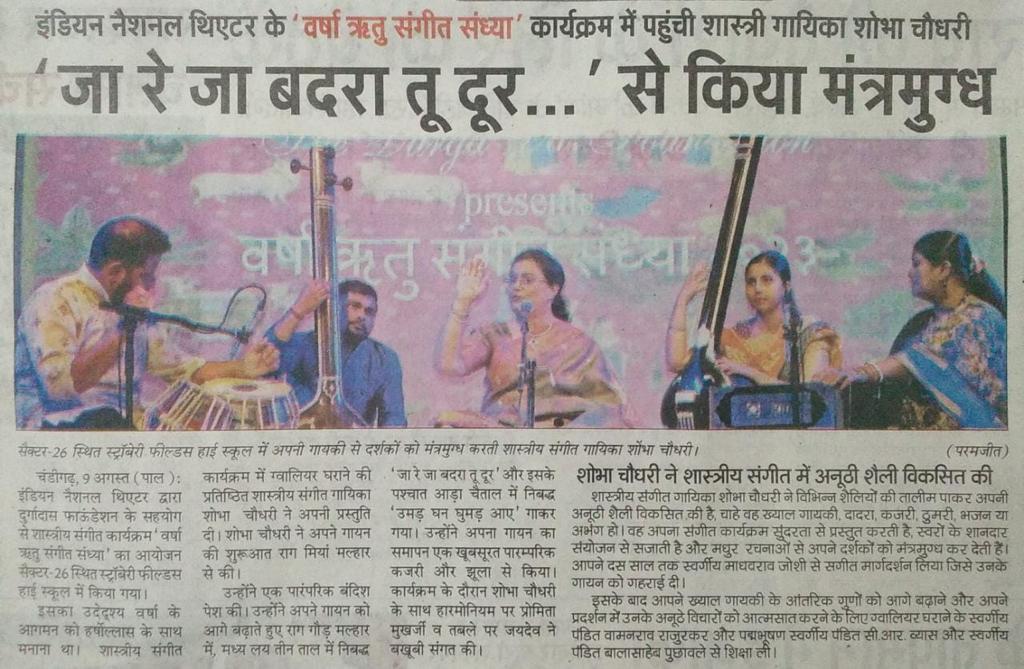 इंडियन नैशनल थिएटर के 'वर्षा ऋतु संगीत संध्या' कार्यक्रम में पहुंची शास्त्री गायिका शोभा चौधरी
'जा रे जा बदरा तू दूर...' से किया मंत्रमुग्ध
presents
वर्षा ऋतु संगीत संध्या
सैक्टर-26 स्थित स्ट्रॉबेरी फील्डस हाई स्कूल में अपनी गायकी से दर्शकों को मंत्रमुग्ध करती शास्त्रीय संगीत गायिका शोभा चौधरी। (परमजीत)
चंडीगढ़, 9 अगस्त (पाल) :
इंडियन नैशनल थिएटर द्वारा
दुर्गादास फाऊंडेशन के सहयोग
से शास्त्रीय संगीत कार्यक्रम 'वर्षा
ऋतु संगीत संध्या' का आयोजन
सैक्टर-26 स्थित स्ट्रॉबेरी फील्डस
हाई स्कूल में किया गया।
इसका उदेद्श्य वर्षा के
आगमन को हर्षोल्लास के साथ
मनाना था। शास्त्रीय संगीत
कार्यक्रम में ग्वालियर घराने की
प्रतिष्ठित शास्त्रीय संगीत गायिका
शोभा चौधरी ने अपनी प्रस्तुति
दी। शोभा चौधरी ने अपने गायन
की शुरूआत राग मियां मल्हार
से की।
उन्होंने एक पारंपरिक बंदिश
पेश की। उन्होंने अपने गायन को
आगे बढ़ाते हुए राग गौड़ मल्हार
में, मध्य लय तीन ताल में निबद्ध
'जा रे जा बदरा तू दूर' और इसके
पश्चात आड़ा चैताल में निबद्ध
'उमड़ घन घुमड़ आए' गाकर
गया। उन्होंने अपना गायन का
समापन एक खूबसूरत पारम्परिक
कजरी और झूला से किया।
कार्यक्रम के दौरान शोभा चौधरी
के साथ हारमोनियम पर प्रोमिता
मुखर्जी व तबले पर जयदेव ने
बखूबी संगत की।
शोभा चौधरी ने शास्त्रीय संगीत में अनूठी शैली विकसित की
शास्त्रीय संगीत गायिका शोभा चौधरी ने विभिन्न शैलियों की तालीम पाकर अपनी
अनूठी शैली विकसित की है, चाहे वह ख्याल गायकी, दादरा, कजरी, ठुमरी, भजन या
अभंग हो। वह अपना संगीत कार्यक्रम सुंदरता से प्रस्तुत करती है, स्वरों के शानदार
संयोजन से सजाती है और मधुर रचनाओं से अपने दर्शकों को मंत्रमुग्ध कर देती हैं।
आपने दस साल तक स्वर्गीय माधवराव जोशी से संगीत मार्गदर्शन लिया जिसे उनके
गायन को गहराई दी।
इसके बाद आपने ख्याल गायकी के आंतरिक गुणों को आगे बढ़ाने और अपने
प्रदर्शन में उनके अनूठे विचारों को आत्मसात करने के लिए ग्वालियर घराने के स्वर्गीय
पंडित वामनराव राजुरकर और पद्मभूषण स्वर्गीय पंडित सी.आर. व्यास और स्वर्गीय
पंडित बालासाहेब पुछावले से शिक्षा ली।